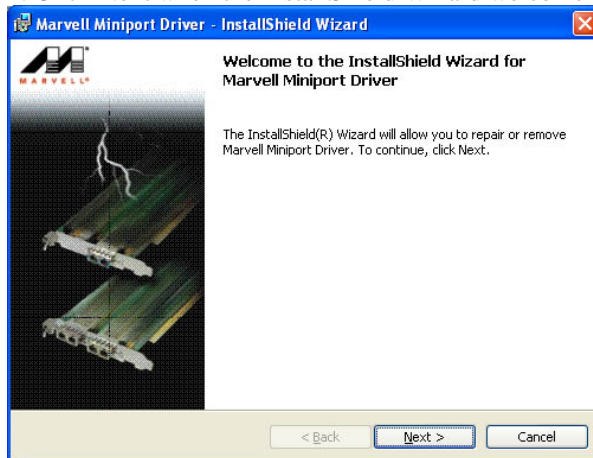 Marvell Miniport Driver - InstallShield Wizard
MARVELL®
Welcome to the InstallShield Wizard for
Marvell Miniport Driver
The InstallShield(R) Wizard will allow you to repair or remove
Marvell Miniport Driver. To continue, click Next.
< Back Next > Cancel